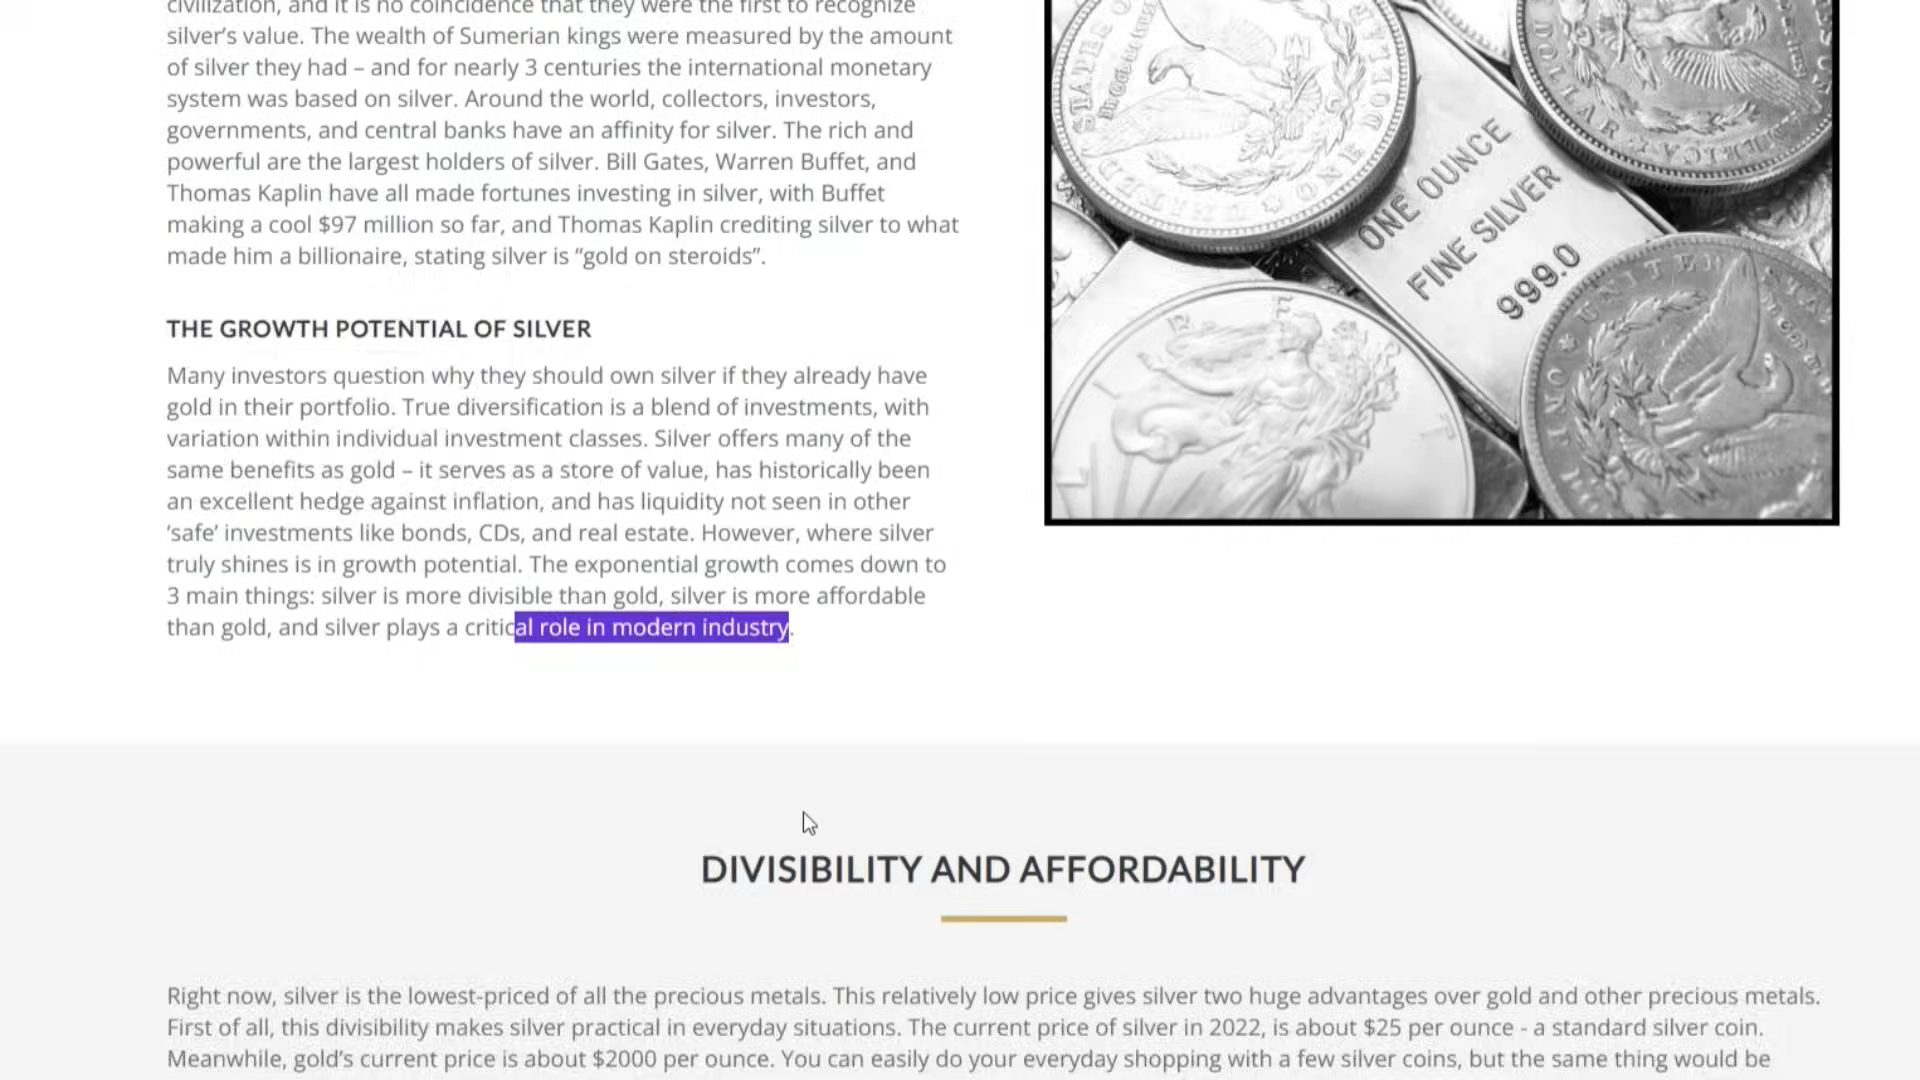 civilization, and it is no coincidence that they were the first to recognize
silver’s value. The wealth of Sumerian kings were measured by the amount
of silver they had – and for nearly 3 centuries the international monetary
system was based on silver. Around the world, collectors, investors,
governments, and central banks have an affinity for silver. The rich and
powerful are the largest holders of silver. Bill Gates, Warren Buffet, and
Thomas Kaplin have all made fortunes investing in silver, with Buffet
making a cool $97 million so far, and Thomas Kaplin crediting silver to what
made him a billionaire, stating silver is “gold on steroids”.
THE GROWTH POTENTIAL OF SILVER
Many investors question why they should own silver if they already have
gold in their portfolio. True diversification is a blend of investments, with
variation within individual investment classes. Silver offers many of the
same benefits as gold – it serves as a store of value, has historically been
an excellent hedge against inflation, and has liquidity not seen in other
‘safe’ investments like bonds, CDs, and real estate. However, where silver
truly shines is in growth potential. The exponential growth comes down to
3 main things: silver is more divisible than gold, silver is more affordable
than gold, and silver plays a critical role in modern industry.
ONE OUNCE
FINE SILVER
999.0
DIVISIBILITY AND AFFORDABILITY
Right now, silver is the lowest-priced of all the precious metals. This relatively low price gives silver two huge advantages over gold and other precious metals.
First of all, this divisibility makes silver practical in everyday situations. The current price of silver in 2022, is about $25 per ounce - a standard silver coin.
Meanwhile, gold’s current price is about $2000 per ounce. You can easily do your everyday shopping with a few silver coins, but the same thing would be